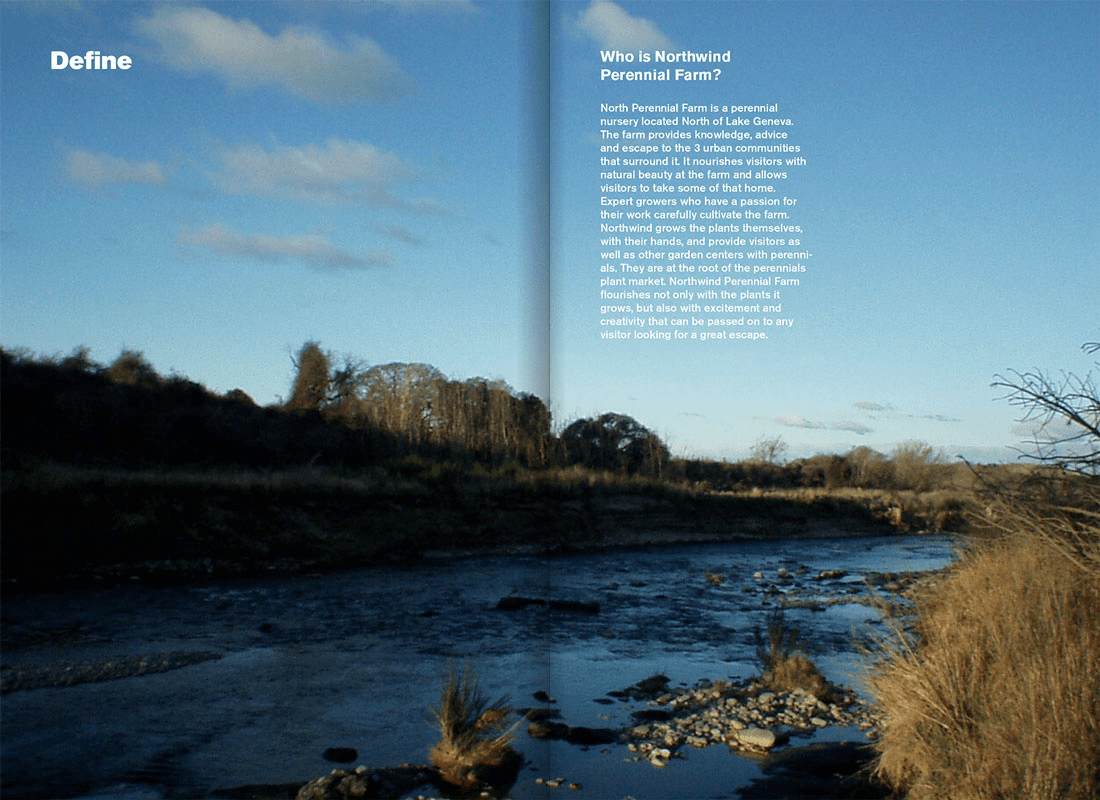 Define
Who is Northwind
Perennial Farm?
North Perennial Farm is a perennial
nursery located North of Lake Geneva.
The farm provides knowledge, advice
and escape to the 3 urban communities
that surround it. It nourishes visitors with
natural beauty at the farm and allows
visitors to take some of that home.
Expert growers who have a passion for
their work carefully cultivate the farm.
Northwind grows the plants themselves,
with their hands, and provide visitors as
well as other garden centers with perenni-
als. They are at the root of the perennials
plant market. Northwind Perennial Farm
flourishes not only with the plants it
grows, but also with excitement and
creativity that can be passed on to any
visitor looking for a great escape.